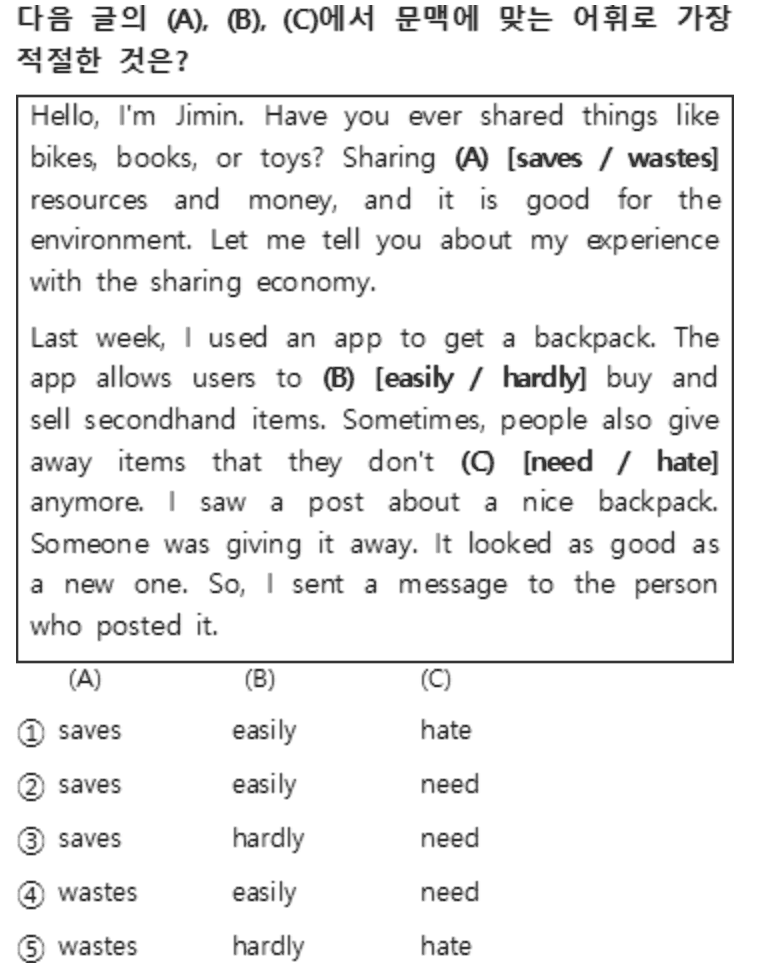 다음 글의 (A), (B), (C)에서 문맥에 맞는 어휘로 가장
적절한 것은?
Hello, I'm Jimin. Have you ever shared things like
bikes, books, or toys? Sharing (A) [saves / wastes]
resources and money, and it is good for the
environment. Let me tell you about my experience
with the sharing economy.
Last week, I used an app to get a backpack. The
app allows users to (B) [easily / hardly] buy and
sell secondhand items. Sometimes, people also give
away items that they don't (C) [need / hate]
anymore. I saw a post about a nice backpack.
Someone was giving it away. It looked as good as
a new one. So, I sent a message to the person
who posted it.
(A) (B) (C)
① saves easily hate
② saves easily need
③ saves hardly need
④ wastes easily need
⑤ wastes hardly hate